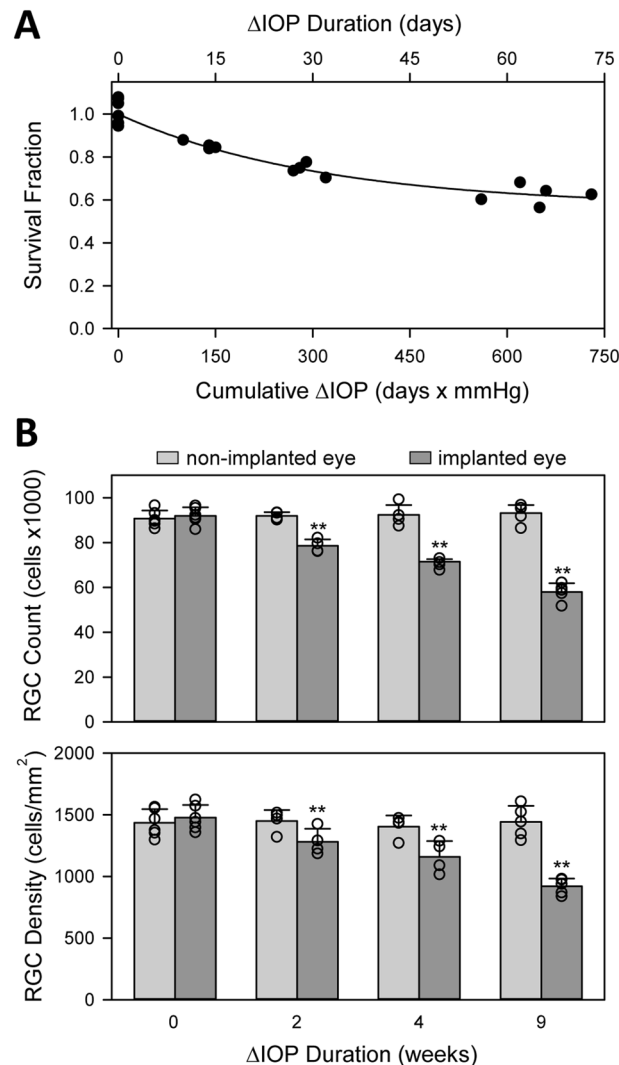 A
ΔIOP Duration (days)
0 15 30 45 60 75
Survival Fraction
1.0
0.8
0.6
0.4
0.2
0.0
0 150 300 450 600 750
Cumulative ΔIOP (days x mmHg)
B
non-implanted eye implanted eye
RGC Count (cells x1000)
100
80
60
40
20
0
** ** **
RGC Density (cells/mm²)
2000
1500
1000
500
0
** ** **
0 2 4 9
ΔIOP Duration (weeks)